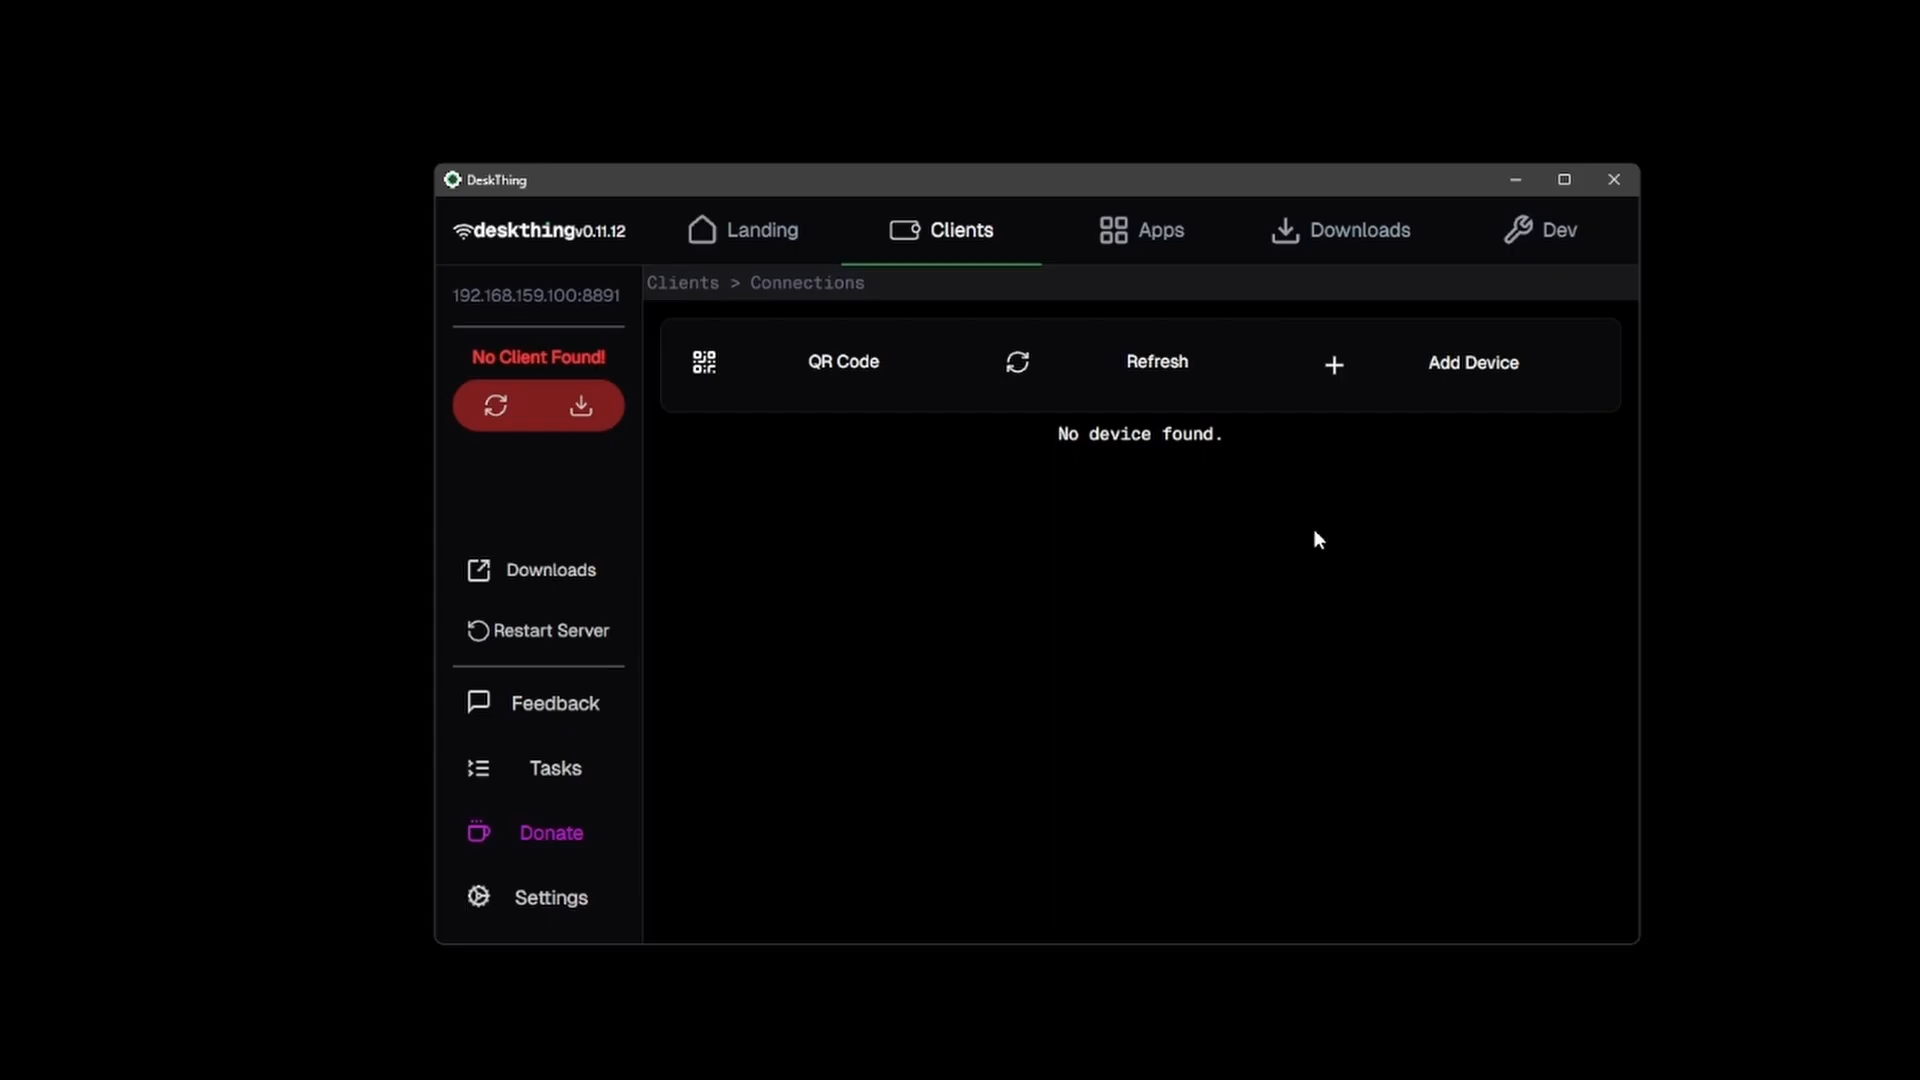 DeskThing
deskthingv0.11.12
Landing
Clients
Apps
Downloads
Dev
192.168.159.100:8891
Clients > Connections
No Client Found!
QR Code
Refresh
Add Device
No device found.
Downloads
Restart Server
Feedback
Tasks
Donate
Settings